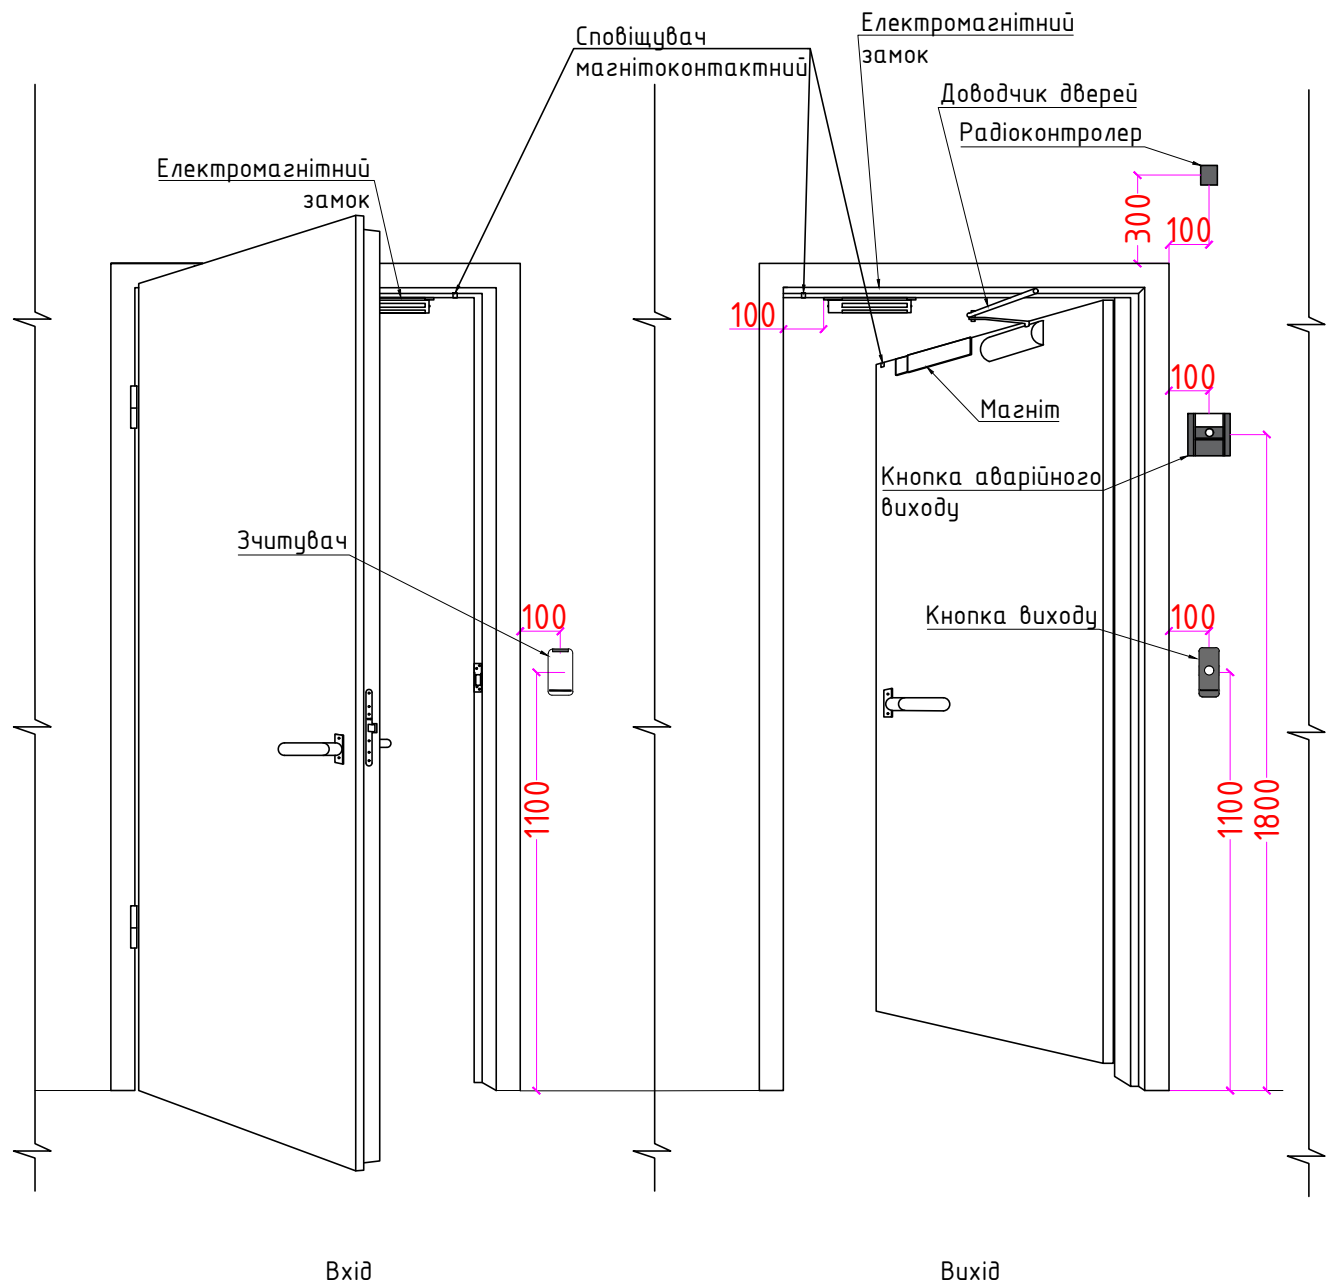 Сповіщувач
магнітоконтактний
Електромагнітний
замок
Доводчик дверей
Радіоконтролер
Електромагнітний
замок
300
100
100
100
Магніт
Кнопка аварійного
виходу
Зчитувач
100
Кнопка виходу
100
1100
1100
1800
Вхід
Вихід